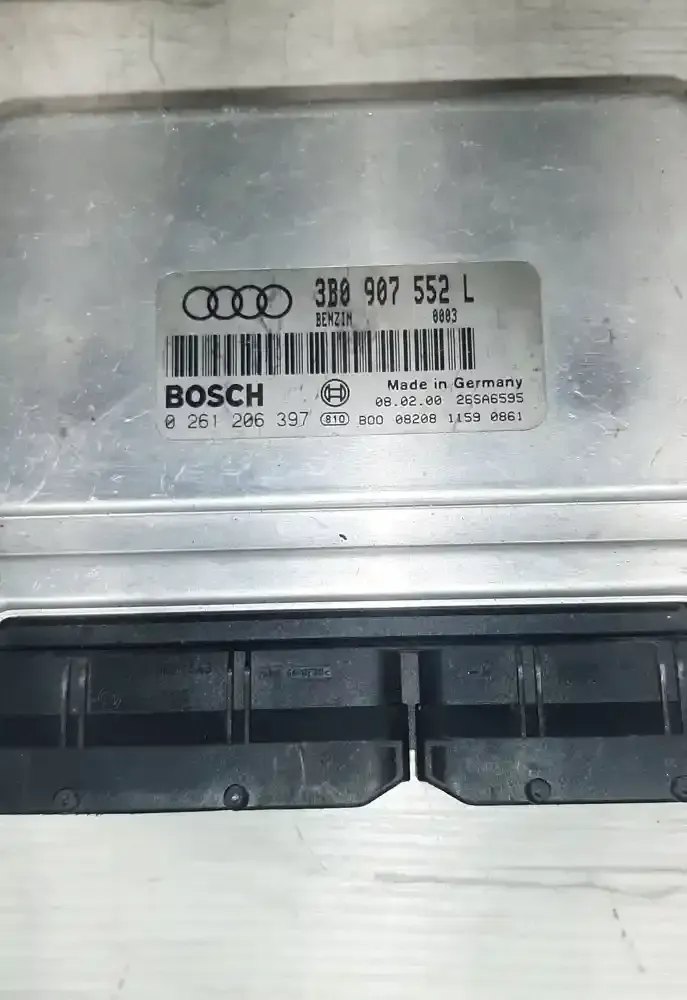 3B0 907 552 L
BENZIN 0003
BOSCH
Made in Germany
08.02.00 26SA6595
0 261 206 397 810 B00 08208 1159 0861